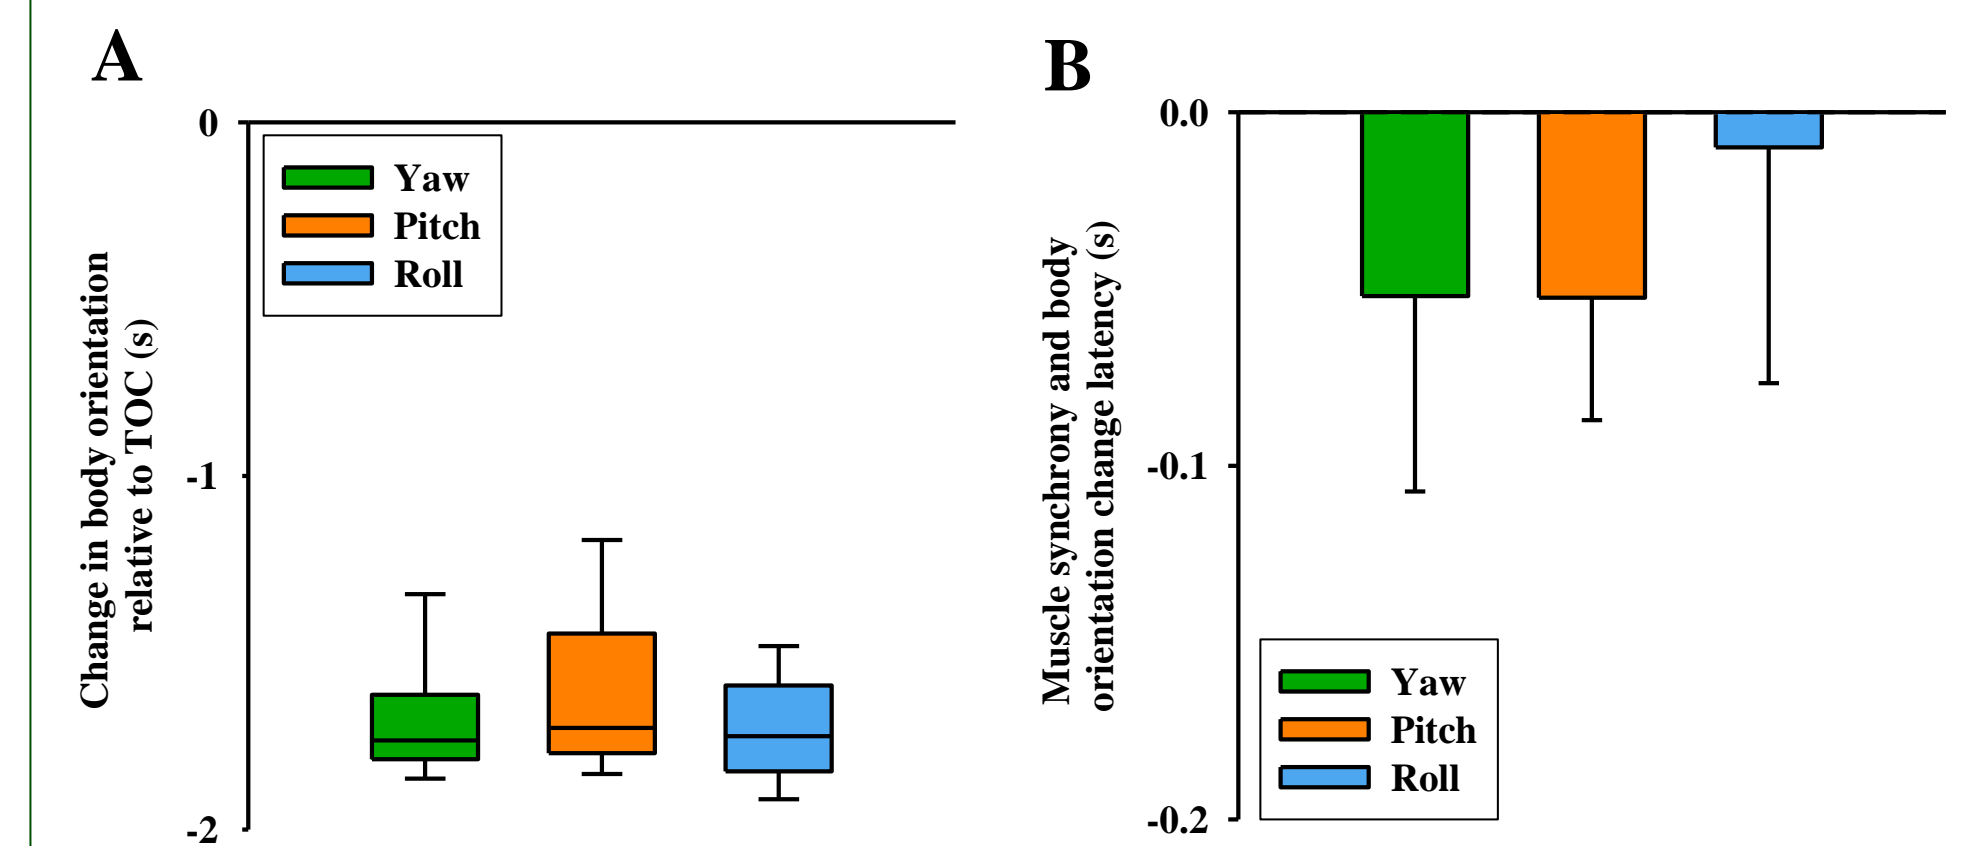 A
0
-1
-2
Change in body orientation
relative to TOC (s)
Yaw
Pitch
Roll
B
0.0
-0.1
-0.2
Muscle synchrony and body
orientation change latency (s)
Yaw
Pitch
Roll